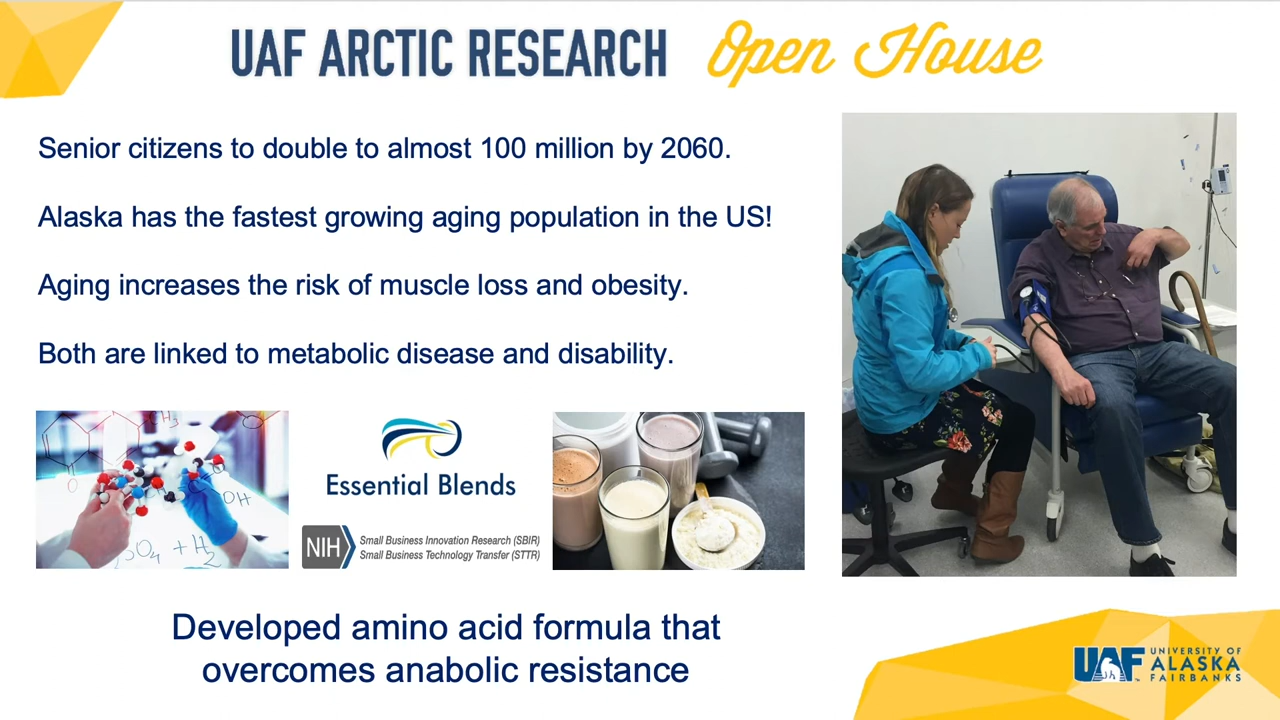 UAF ARCTIC RESEARCH Open House
Senior citizens to double to almost 100 million by 2060.
Alaska has the fastest growing aging population in the US!
Aging increases the risk of muscle loss and obesity.
Both are linked to metabolic disease and disability.
Essential Blends
NIH
Small Business Innovation Research (SBIR)
Small Business Technology Transfer (STTR)
OH
Developed amino acid formula that
overcomes anabolic resistance
UAF
UNIVERSITY OF
ALASKA
FAIRBANKS